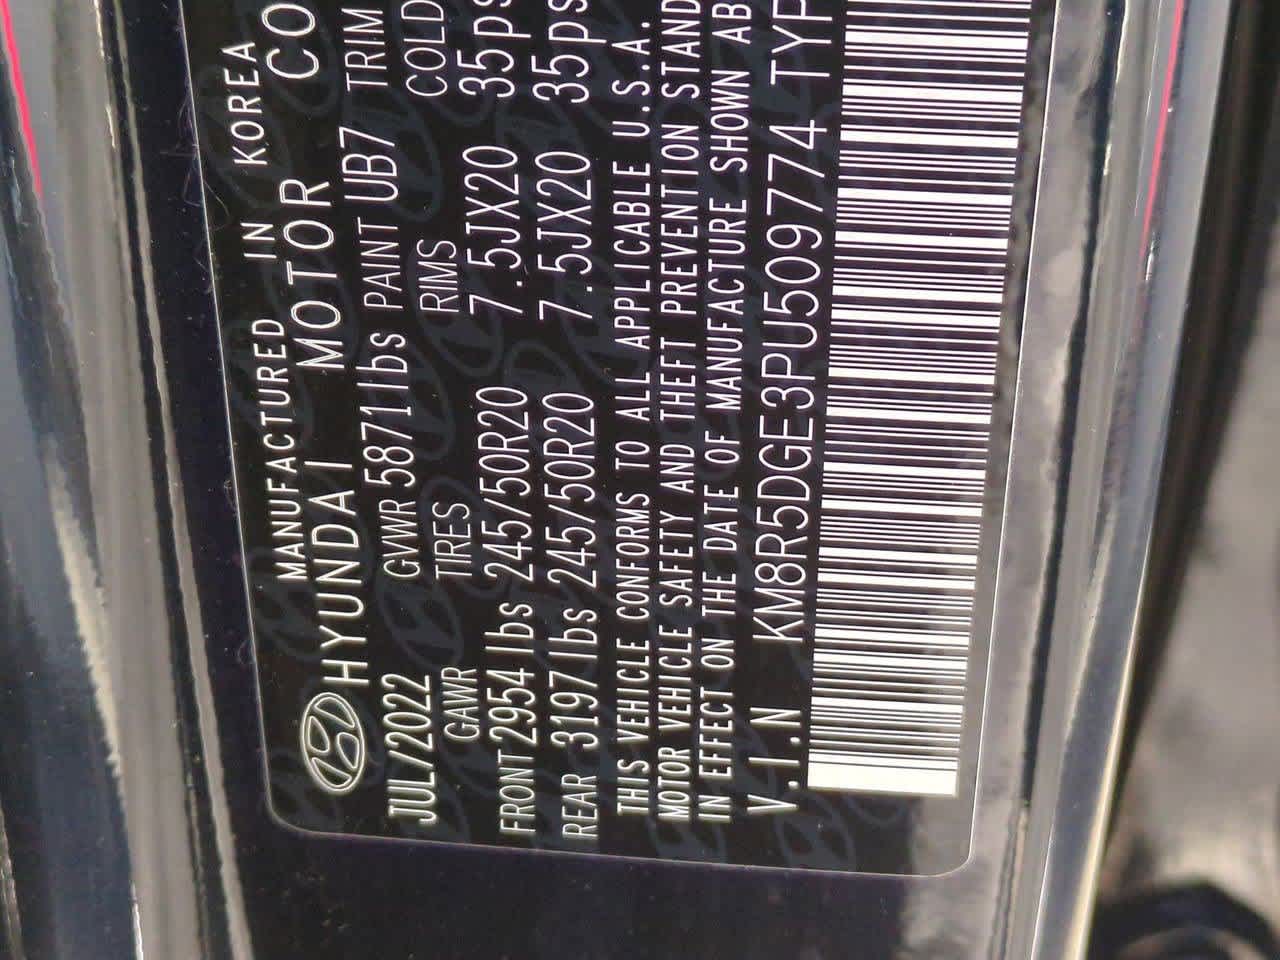 MANUFACTURED IN KOREA
HYUNDAI MOTOR CO
JUL/2022 GVWR 5871lbs PAINT UB7 TRIM
GAWR TIRES RIMS COLD
FRONT 2954lbs 245/50R20 7.5JX20 35ps
REAR 3197lbs 245/50R20 7.5JX20 35ps
THIS VEHICLE CONFORMS TO ALL APPLICABLE U.S.A.
MOTOR VEHICLE SAFETY AND THEFT PREVENTION STAND
IN EFFECT ON THE DATE OF MANUFACTURE SHOWN AB
V.I.N KM8R5DGE3PU509774 TYP